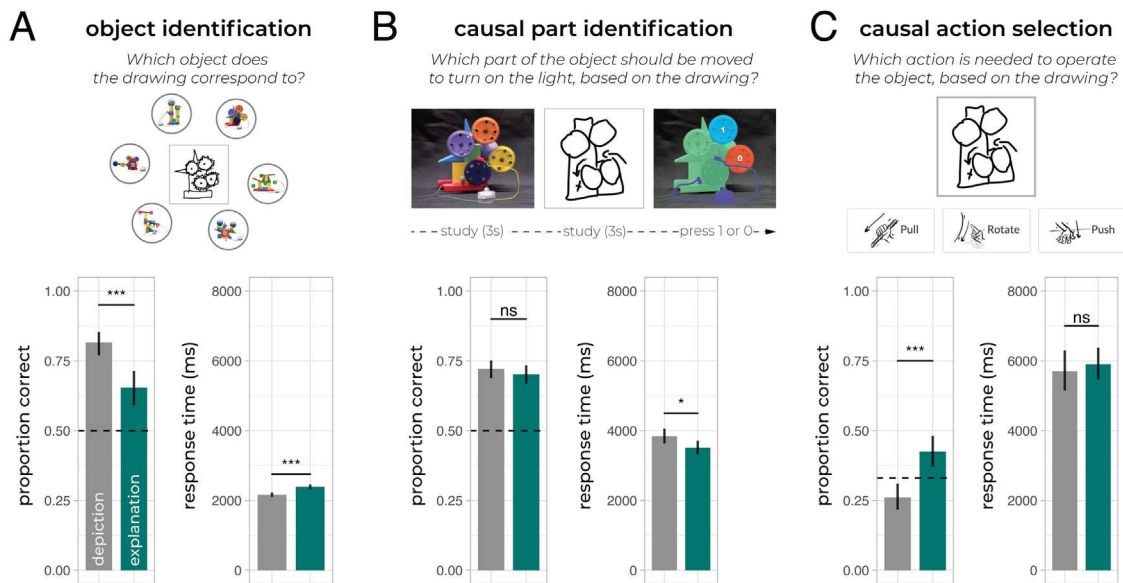 A object identification
Which object does
the drawing correspond to?
B causal part identification
Which part of the object should be moved
to turn on the light, based on the drawing?
1
0
study (3s)
study (3s)
press 1 or 0
C causal action selection
Which action is needed to operate
the object, based on the drawing?
Pull
Rotate
Push
proportion correct
1.00
0.75
0.50
0.25
0.00
***
depiction
explanation
response time (ms)
8000
6000
4000
2000
0
***
proportion correct
1.00
0.75
0.50
0.25
0.00
ns
response time (ms)
8000
6000
4000
2000
0
*
proportion correct
1.00
0.75
0.50
0.25
0.00
***
response time (ms)
8000
6000
4000
2000
0
ns